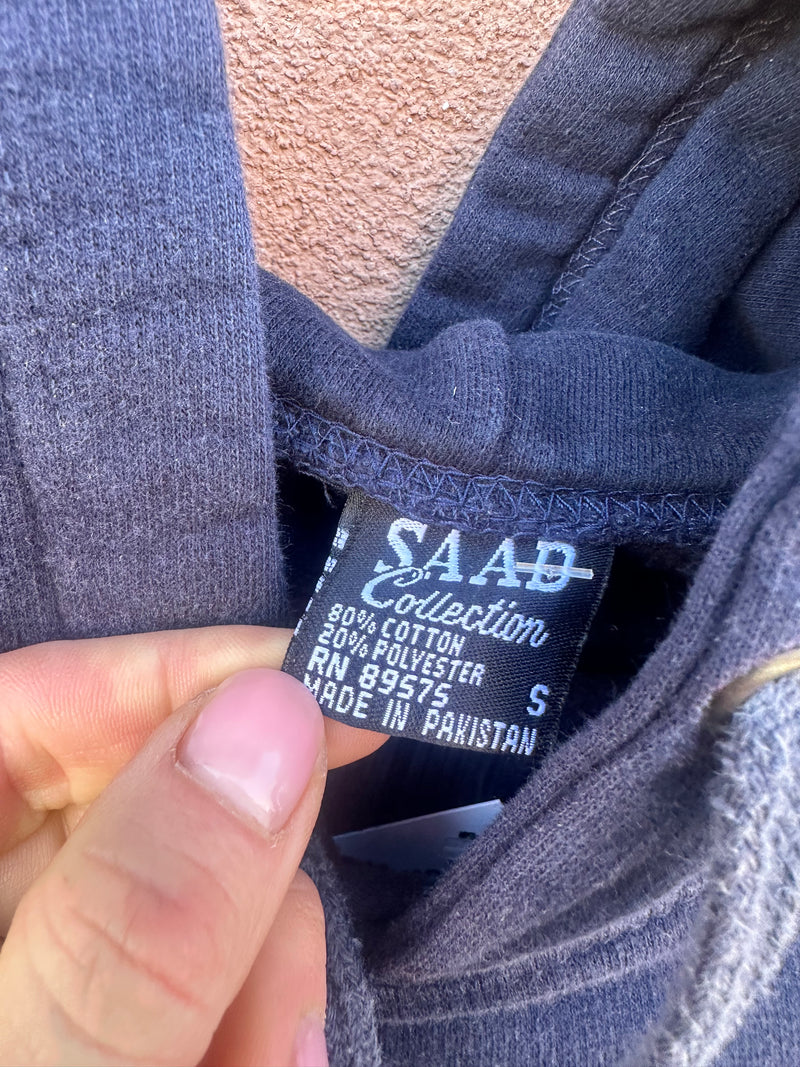 SAAD
Collection
80% COTTON
20% POLYESTER
RN 89575
S
MADE IN PAKISTAN